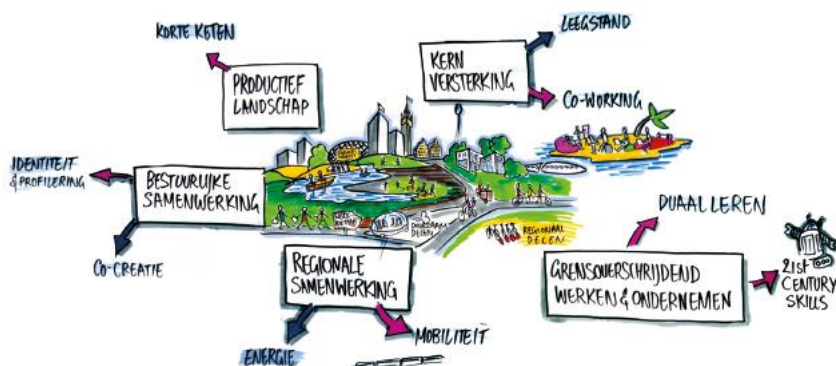 KORTE KETEN
LEEGSTAND
KERN
VERSTERKING
PRODUCTIEF
LANDSCHAP
CO-WORKING
IDENTITEIT
& PROFILERING
BESTUURLIJKE
SAMENWERKING
DUAAL LEREN
REGIONAAL
DELEN
CO-CREATIE
REGIONALE
SAMENWERKING
GRENSOVERSCHRIJDEND
WERKEN & ONDERNEMEN
21ST
CENTURY
SKILLS
MOBILITEIT
ENERGIE